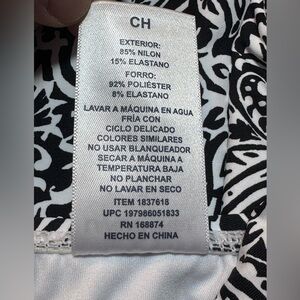 CH
EXTERIOR:
85% NILON
15% ELASTANO
FORRO:
92% POLIÉSTER
8% ELASTANO
LAVAR A MÁQUINA EN AGUA
FRÍA CON
CICLO DELICADO
COLORES SIMILARES
NO USAR BLANQUEADOR
SECAR A MÁQUINA A
TEMPERATURA BAJA
NO PLANCHAR
NO LAVAR EN SECO
ITEM 1837618
UPC 197986051833
RN 168874
HECHO EN CHINA